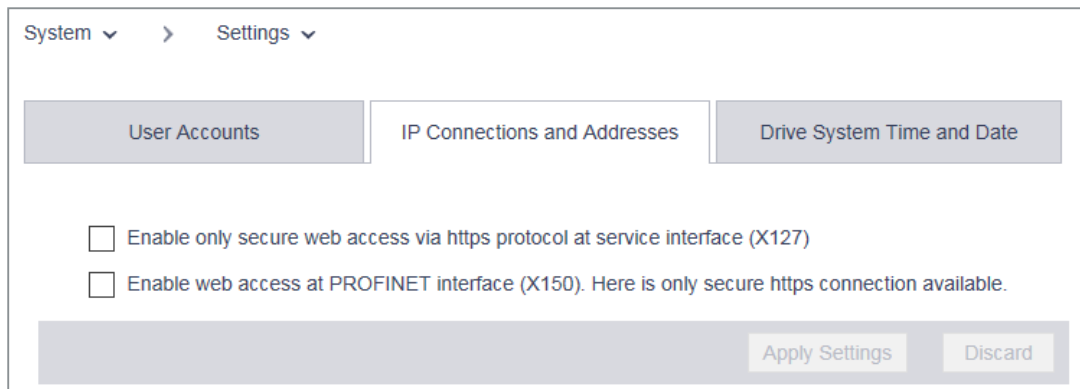 System > Settings
User Accounts IP Connections and Addresses Drive System Time and Date
Enable only secure web access via https protocol at service interface (X127)
Enable web access at PROFINET interface (X150). Here is only secure https connection available.
Apply Settings Discard